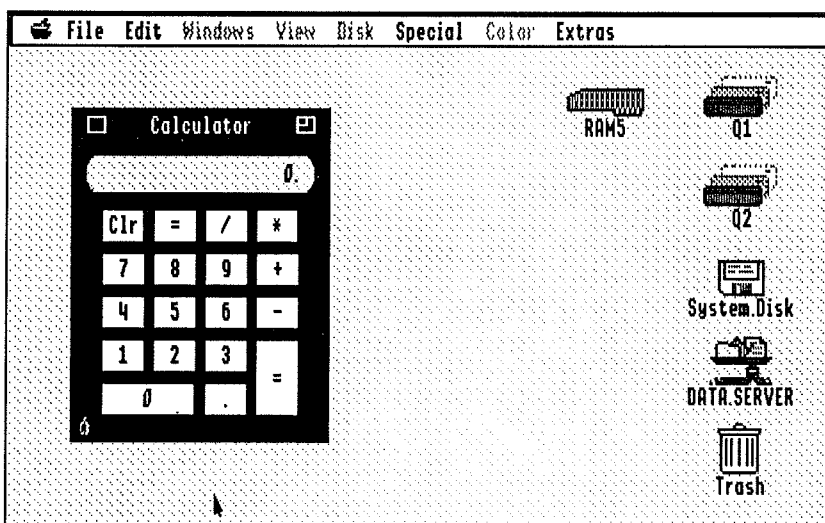 File Edit Windows View Disk Special Color Extras
Calculator
0.
Clr = / *
7 8 9 +
4 5 6 -
1 2 3 =
0 .
RAM5
Q1
Q2
System.Disk
DATA.SERVER
Trash